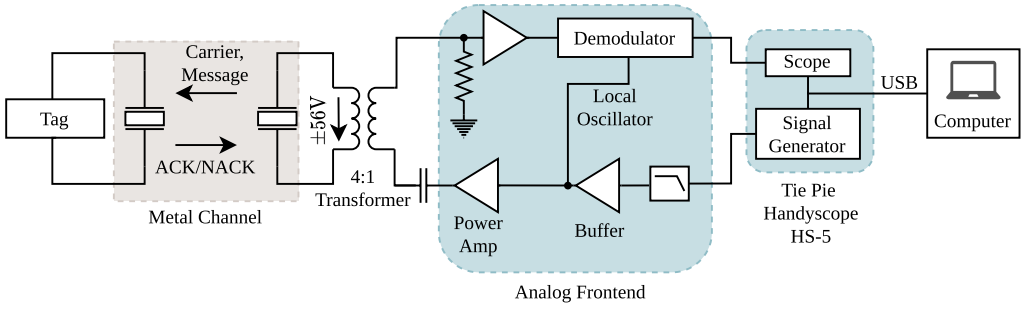 Tag
Carrier,
Message
ACK/NACK
Metal Channel
±56V
4:1
Transformer
Demodulator
Local
Oscillator
Power
Amp
Buffer
Analog Frontend
Scope
Signal
Generator
Tie Pie
Handyscope
HS-5
USB
Computer